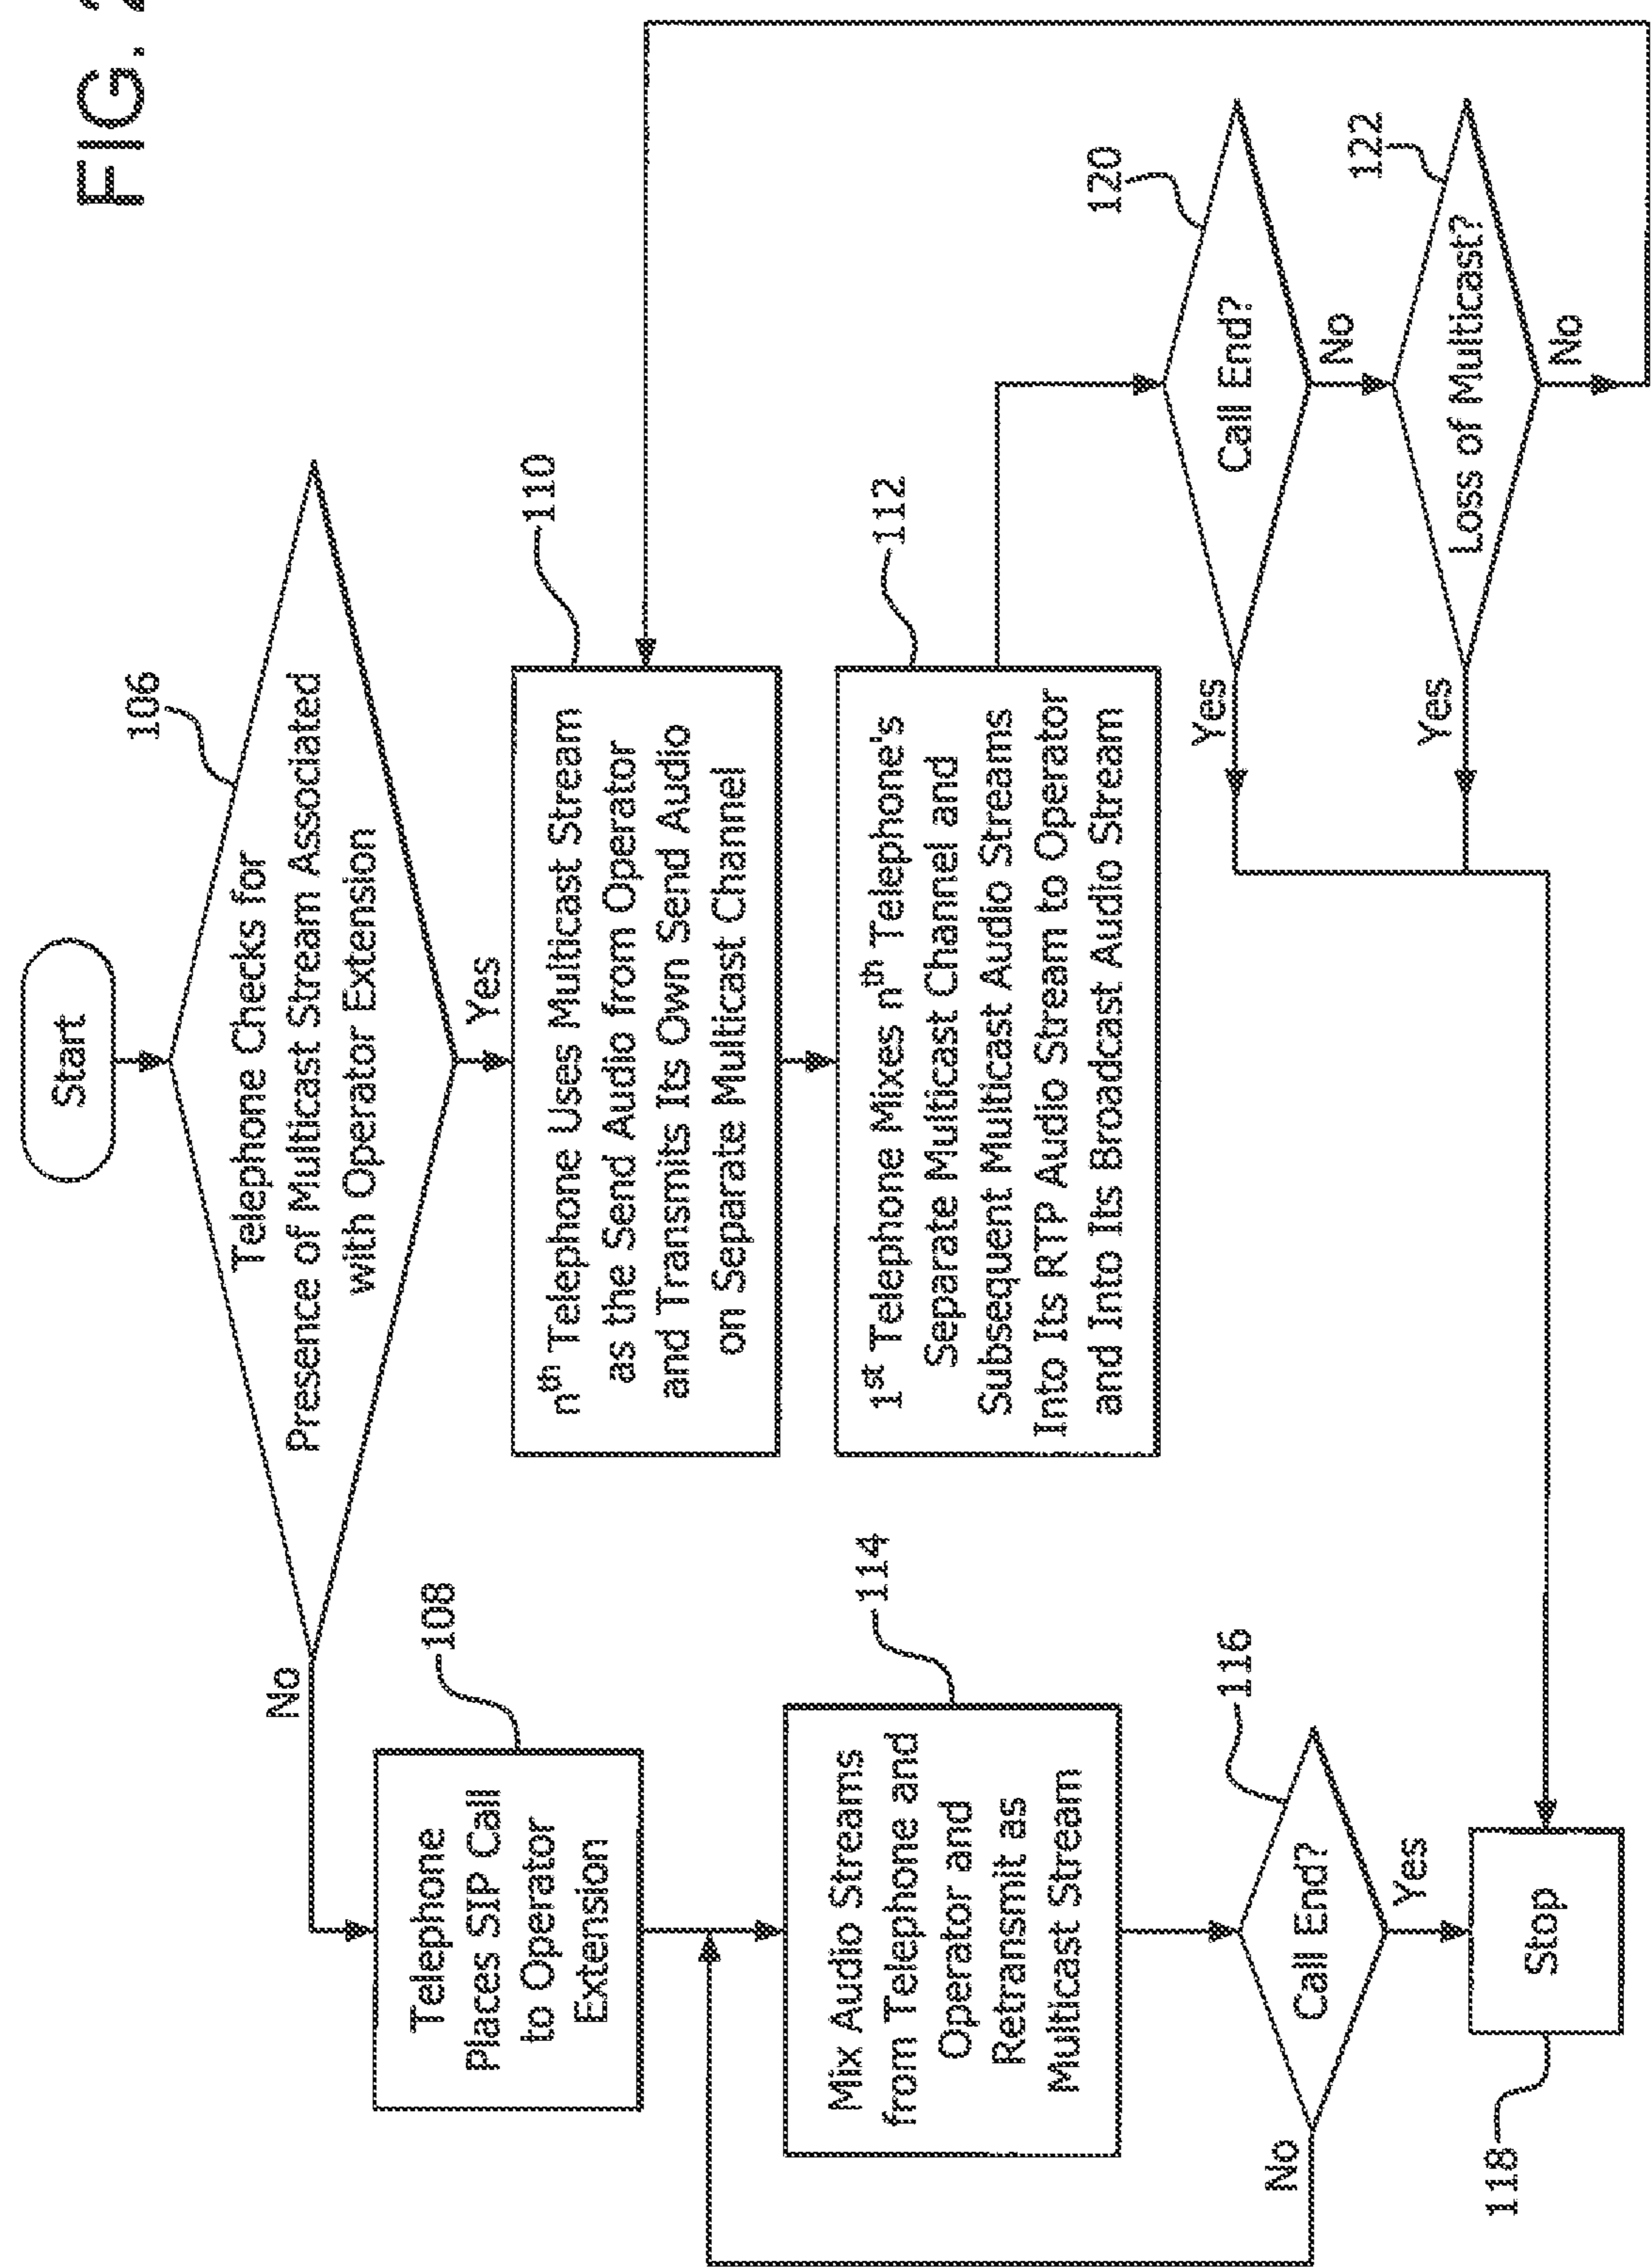 FIG. 2
Start
106
Telephone Checks for
Presence of Multicast Stream Associated
with Operator Extension
No
Yes
108
Telephone
Places SIP Call
to Operator
Extension
110
nth Telephone Uses Multicast Stream
as the Send Audio from Operator
and Transmits Its Own Send Audio
on Separate Multicast Channel
114
Mix Audio Streams
from Telephone and
Operator and
Retransmit as
Multicast Stream
112
1st Telephone Mixes nth Telephone's
Separate Multicast Channel and
Subsequent Multicast Audio Streams
Into Its RTP Audio Stream to Operator
and Into Its Broadcast Audio Stream
116
Call End?
No
Yes
120
Call End?
Yes
No
122
Loss of Multicast?
Yes
No
118
Stop